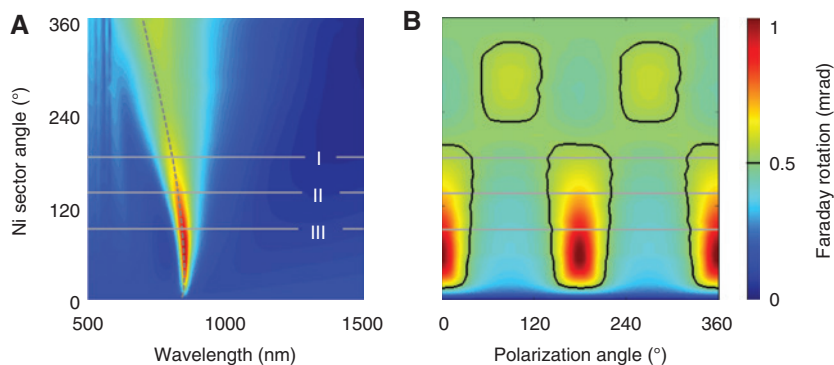 A
Ni sector angle (°)
360
240
120
0
I
II
III
500
1000
1500
Wavelength (nm)
B
0
120
240
360
Polarization angle (°)
1
0.5
0
Faraday rotation (mrad)